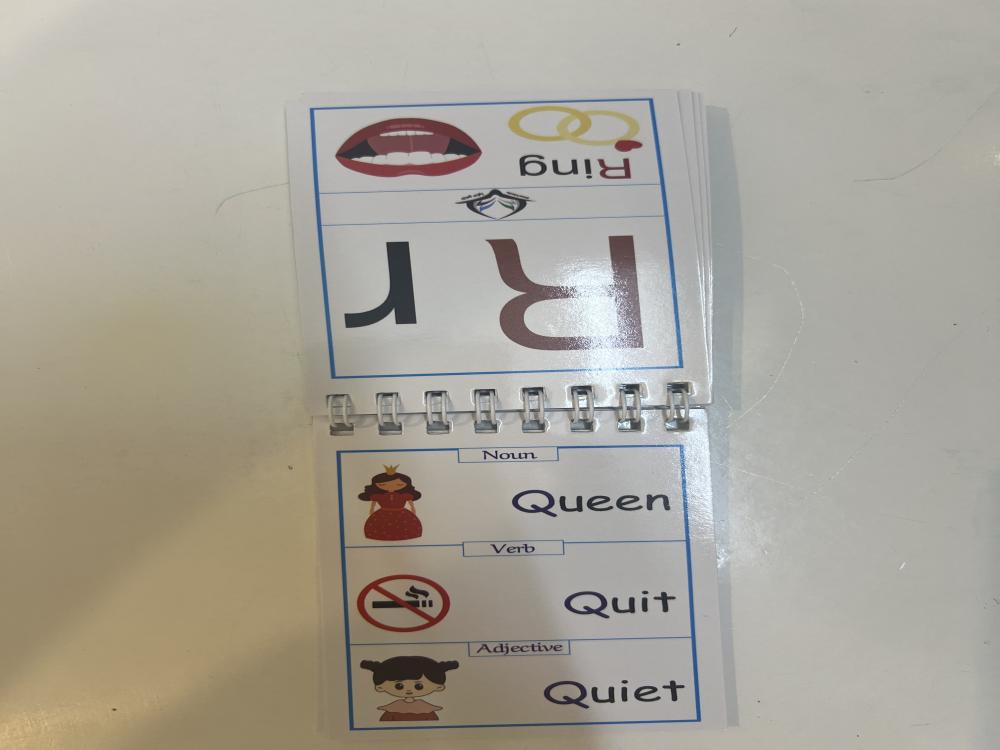 R r
Ring
Noun
Queen
Verb
Quit
Adjective
Quiet